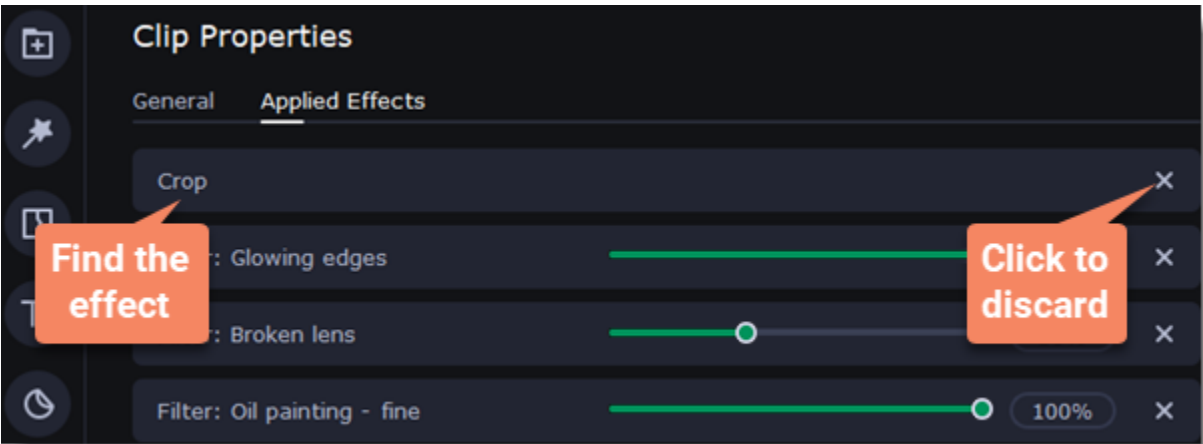 Clip Properties
General Applied Effects
Crop
Find the
effect
Click to
discard
: Glowing edges
: Broken lens
Filter: Oil painting - fine 100%